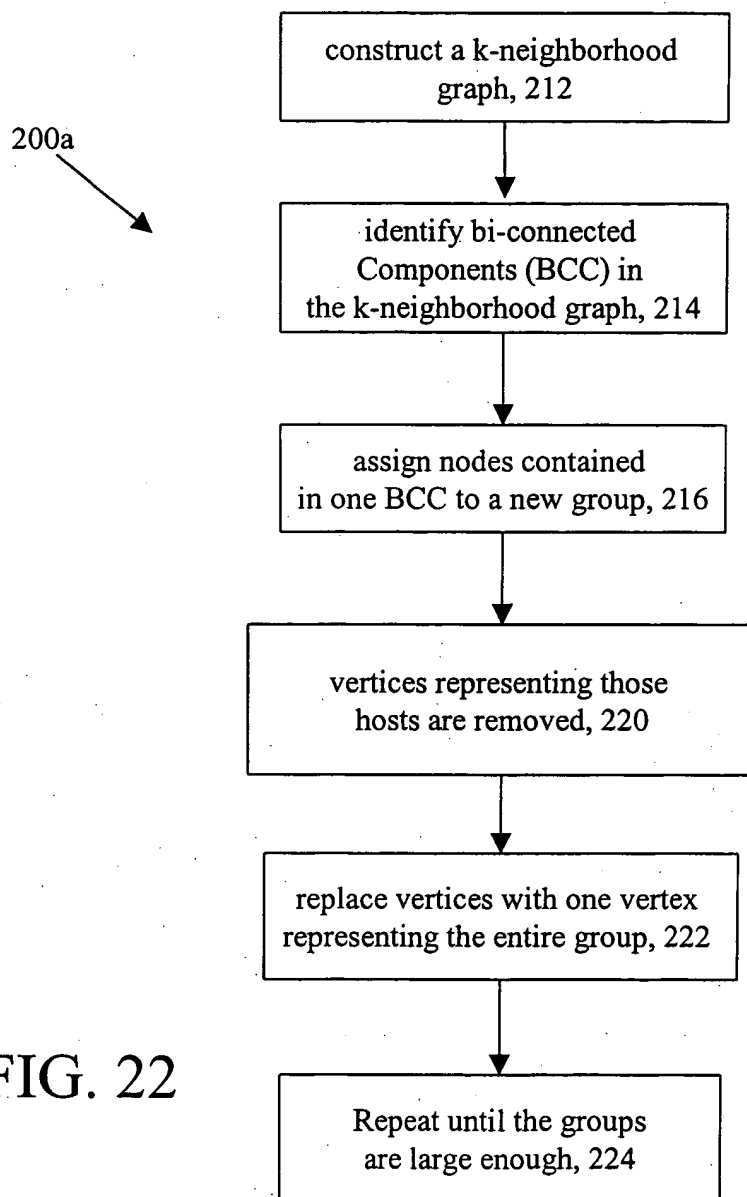 construct a k-neighborhood
graph, 212
200a
identify bi-connected
Components (BCC) in
the k-neighborhood graph, 214
assign nodes contained
in one BCC to a new group, 216
vertices representing those
hosts are removed, 220
replace vertices with one vertex
representing the entire group, 222
FIG. 22
Repeat until the groups
are large enough, 224